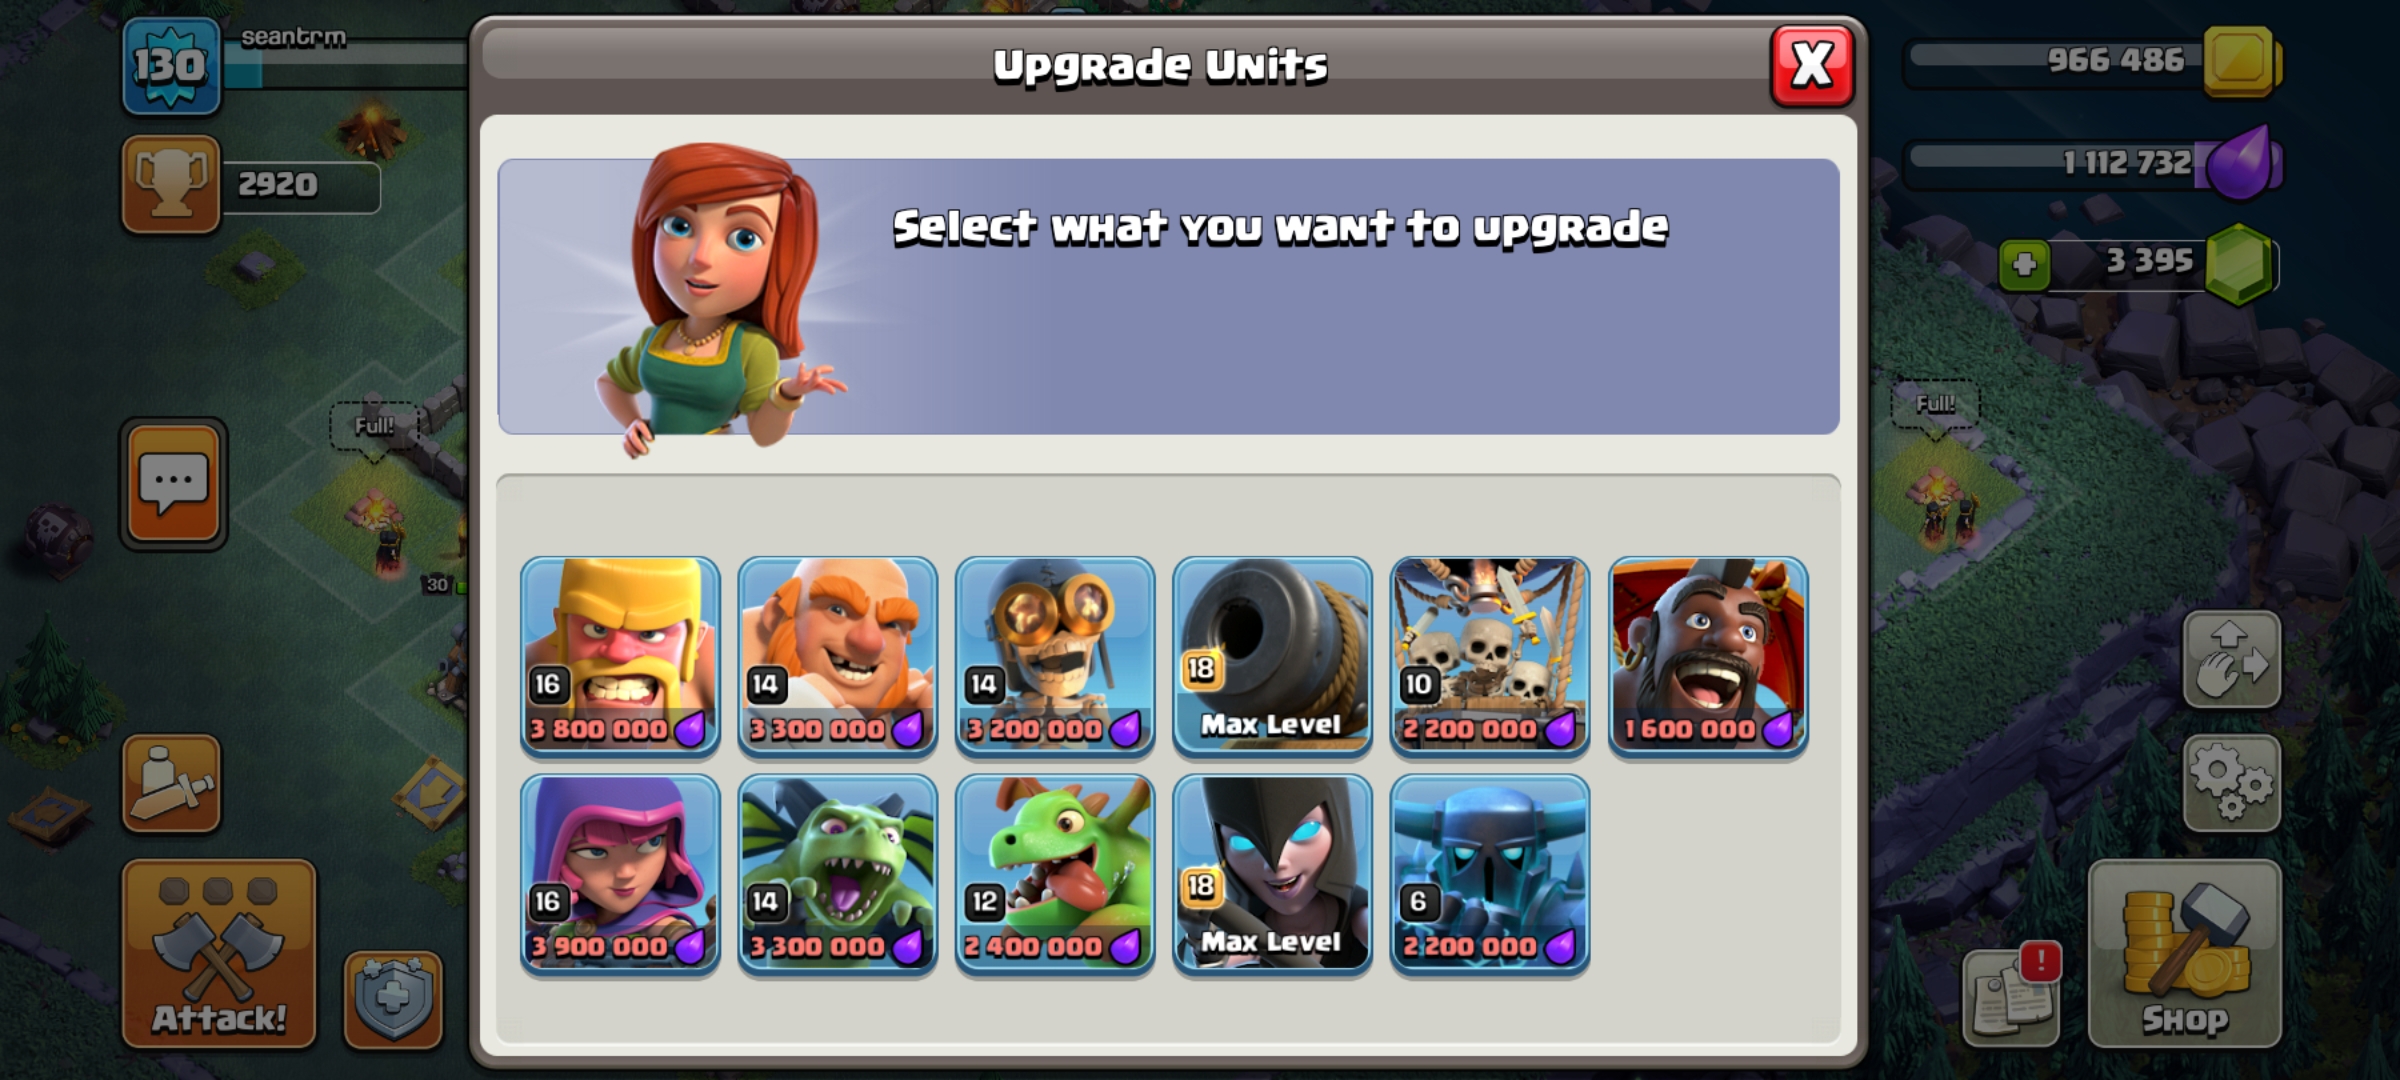 130
seantrm
2920
Upgrade Units
X
966 486
1 112 732
3 395
Select what you want to upgrade
Full!
Full!
30
16
3 800 000
14
3 300 000
14
3 200 000
18
Max Level
10
2 200 000
1 600 000
16
3 900 000
14
3 300 000
12
2 400 000
18
Max Level
6
2 200 000
Attack!
!
Shop